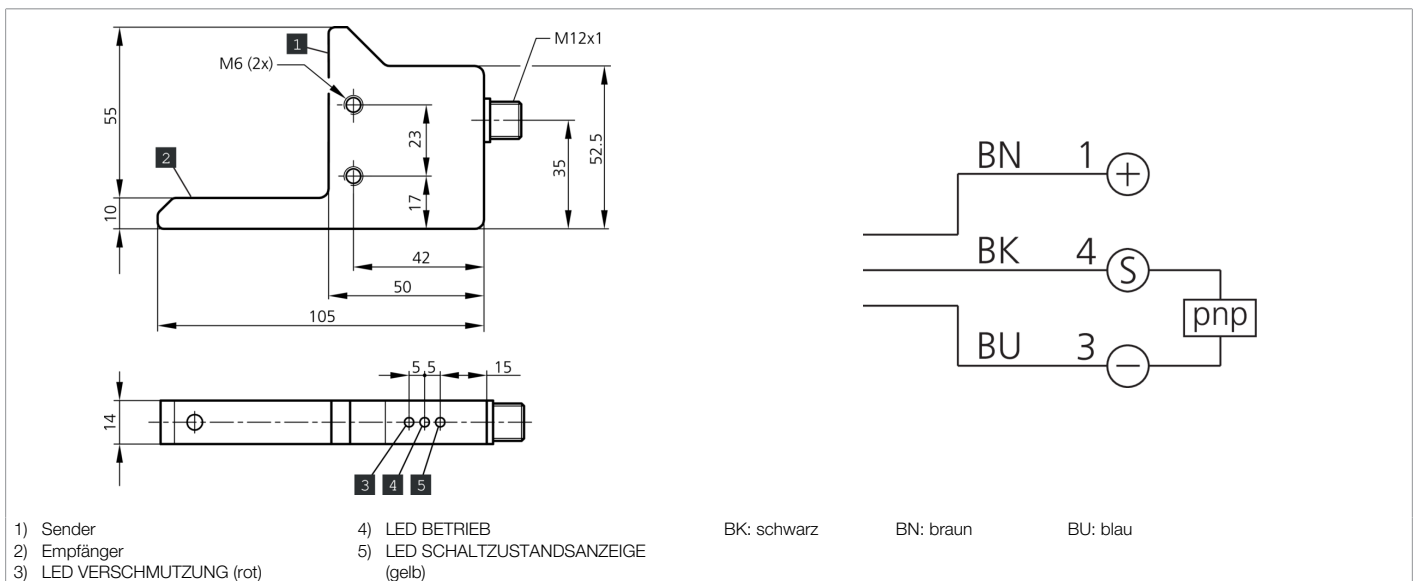 1
M12x1
M6 (2x)
55
23
52.5
35
2
17
10
42
50
105
5
5
15
14
3
4
5
BN
1
+
BK
4
S
pnp
BU
3
−
1) Sender
2) Empfänger
3) LED VERSCHMUTZUNG (rot)
4) LED BETRIEB
5) LED SCHALTZUSTANDSANZEIGE
(gelb)
BK: schwarz
BN: braun
BU: blau